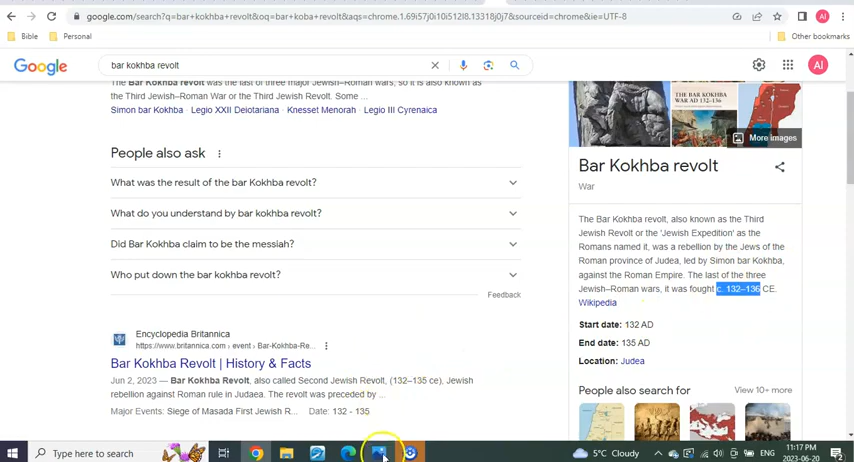 google.com/search?q=bar+kokhba+revolt&oq=bar+koba+revolt&aqs=chrome.1.69i57j0i10i512l8.13318j0j7&sourceid=chrome&ie=UTF-8
Bible
Personal
Other bookmarks
Google
bar kokhba revolt
AI
The Bar Kokhba revolt was the last of three major Jewish–Roman wars, so it is also known as
the Third Jewish–Roman War or the Third Jewish Revolt. Some ...
Simon bar Kokhba · Legio XXII Deiotariana · Knesset Menorah · Legio III Cyrenaica
People also ask
What was the result of the bar Kokhba revolt?
What do you understand by bar kokhba revolt?
Did Bar Kokhba claim to be the messiah?
Who put down the bar kokhba revolt?
Feedback
Encyclopedia Britannica
https://www.britannica.com › event › Bar-Kokhba-Re...
Bar Kokhba Revolt | History & Facts
Jun 2, 2023 — Bar Kokhba Revolt, also called Second Jewish Revolt, (132–135 ce), Jewish
rebellion against Roman rule in Judaea. The revolt was preceded by ...
Major Events: Siege of Masada First Jewish R... Date: 132 - 135
THE BAR KOKHBA
WAR AD 132–136
More images
Bar Kokhba revolt
War
The Bar Kokhba revolt, also known as the Third
Jewish Revolt or the 'Jewish Expedition' as the
Romans named it, was a rebellion by the Jews of the
Roman province of Judea, led by Simon bar Kokhba,
against the Roman Empire. The last of the three
Jewish–Roman wars, it was fought c. 132–136 CE.
Wikipedia
Start date: 132 AD
End date: 135 AD
Location: Judea
People also search for
View 10+ more
Type here to search
5°C Cloudy
ENG
11:17 PM
2023-06-20
2